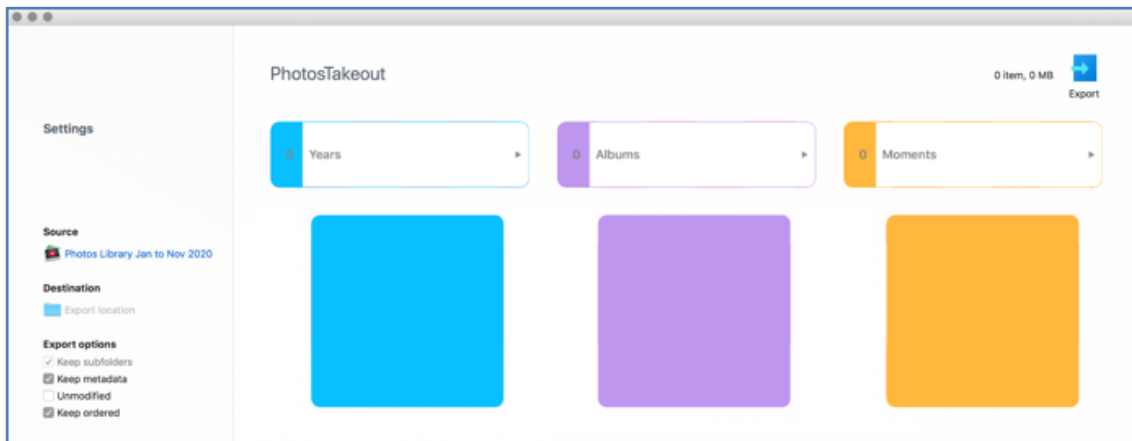 PhotosTakeout
0 item, 0 MB
Export
Settings
0 Years
0 Albums
0 Moments
Source
Photos Library Jan to Nov 2020
Destination
Export location
Export options
Keep subfolders
Keep metadata
Unmodified
Keep ordered